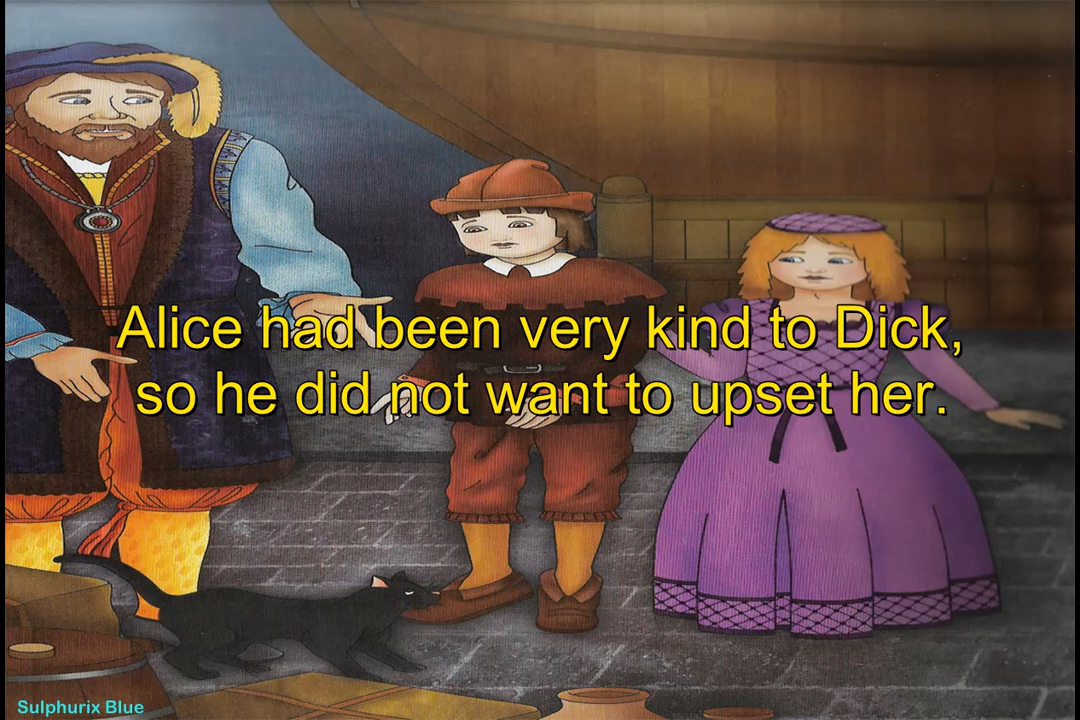 Alice had been very kind to Dick,
so he did not want to upset her.
Sulphurix Blue